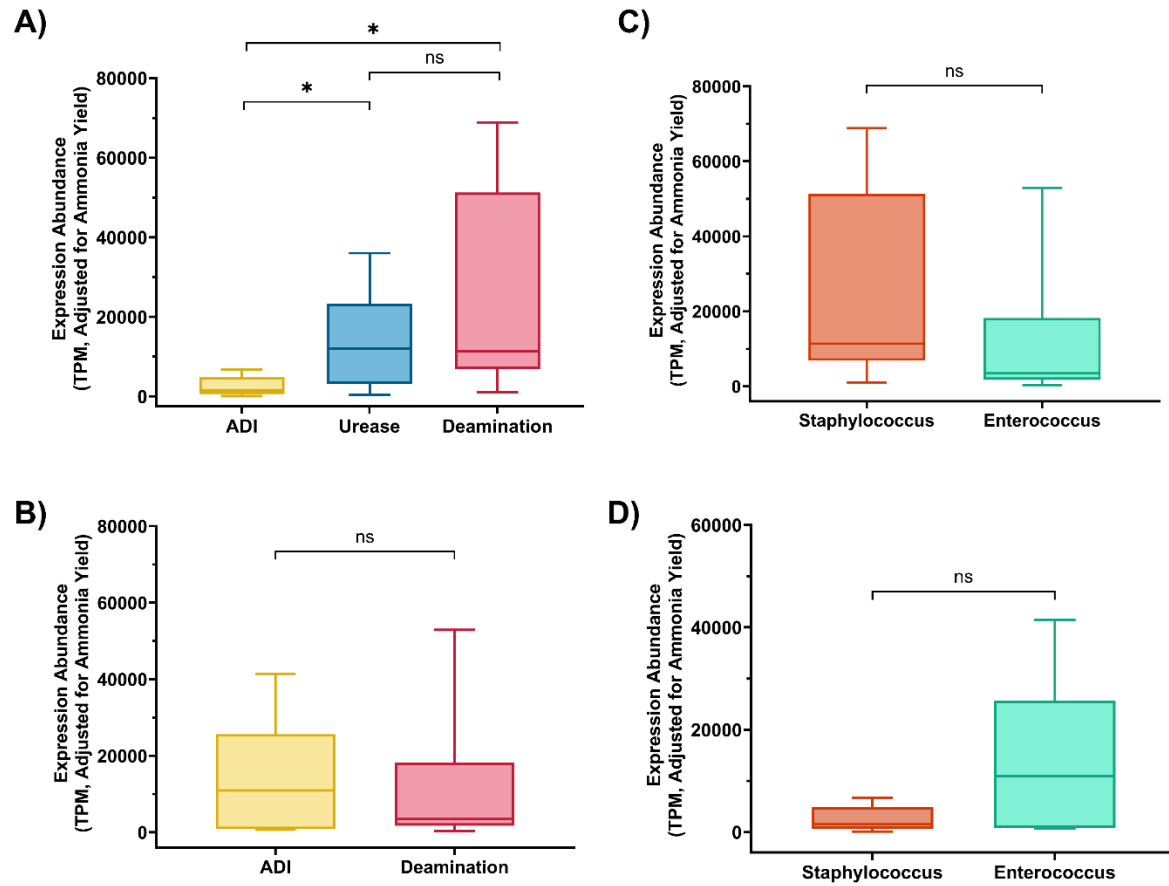 A)
*
*
ns
80000
60000
40000
20000
0
Expression Abundance
(TPM, Adjusted for Ammonia Yield)
ADI
Urease
Deamination
C)
ns
80000
60000
40000
20000
0
Expression Abundance
(TPM, Adjusted for Ammonia Yield)
Staphylococcus
Enterococcus
B)
ns
80000
60000
40000
20000
0
Expression Abundance
(TPM, Adjusted for Ammonia Yield)
ADI
Deamination
D)
ns
60000
40000
20000
0
Expression Abundance
(TPM, Adjusted for Ammonia Yield)
Staphylococcus
Enterococcus